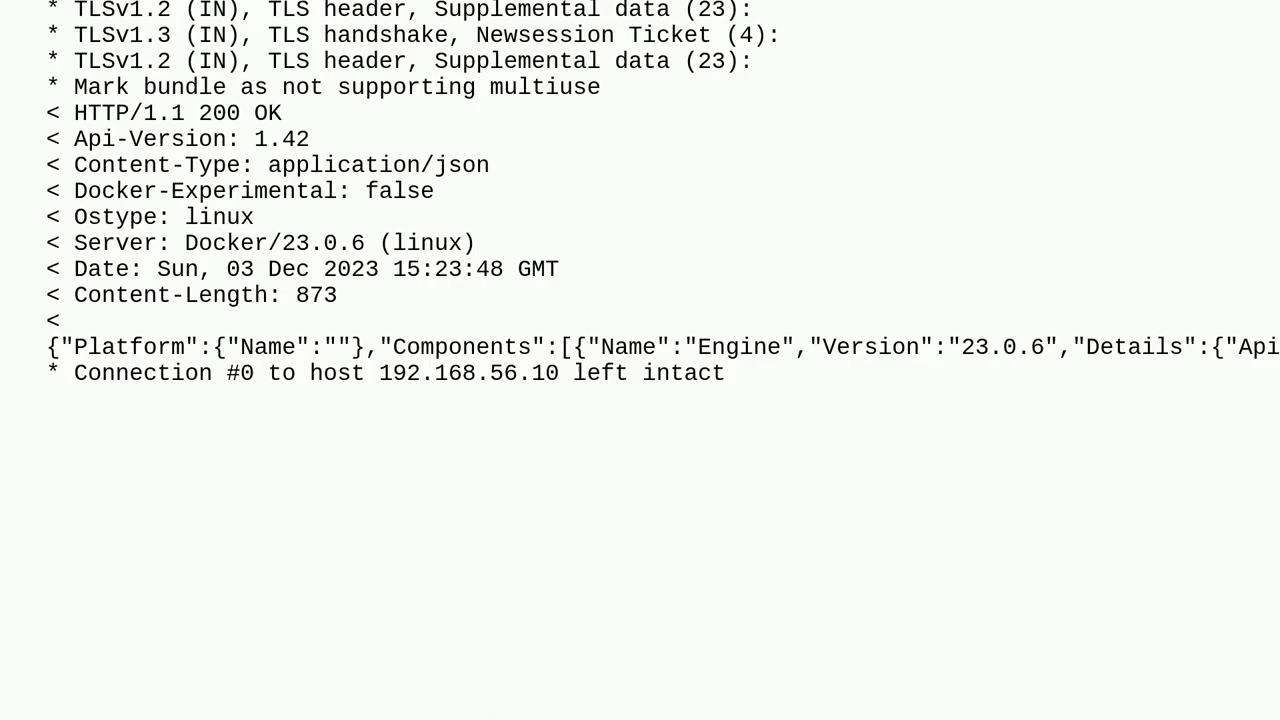 * TLSv1.2 (IN), TLS header, Supplemental data (23):
* TLSv1.3 (IN), TLS handshake, Newsession Ticket (4):
* TLSv1.2 (IN), TLS header, Supplemental data (23):
* Mark bundle as not supporting multiuse
< HTTP/1.1 200 OK
< Api-Version: 1.42
< Content-Type: application/json
< Docker-Experimental: false
< Ostype: linux
< Server: Docker/23.0.6 (linux)
< Date: Sun, 03 Dec 2023 15:23:48 GMT
< Content-Length: 873
<
{"Platform":{"Name":""},"Components":[{"Name":"Engine","Version":"23.0.6","Details":{"Api
* Connection #0 to host 192.168.56.10 left intact